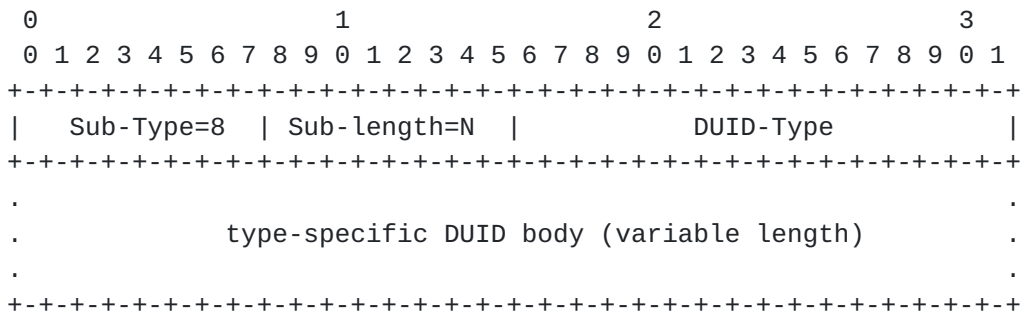 0                   1                   2                   3
 0 1 2 3 4 5 6 7 8 9 0 1 2 3 4 5 6 7 8 9 0 1 2 3 4 5 6 7 8 9 0 1
+-+-+-+-+-+-+-+-+-+-+-+-+-+-+-+-+-+-+-+-+-+-+-+-+-+-+-+-+-+-+-+-+
|   Sub-Type=8  | Sub-length=N  |           DUID-Type           |
+-+-+-+-+-+-+-+-+-+-+-+-+-+-+-+-+-+-+-+-+-+-+-+-+-+-+-+-+-+-+-+-+
.                                                               .
.             type-specific DUID body (variable length)         .
.                                                               .
+-+-+-+-+-+-+-+-+-+-+-+-+-+-+-+-+-+-+-+-+-+-+-+-+-+-+-+-+-+-+-+-+